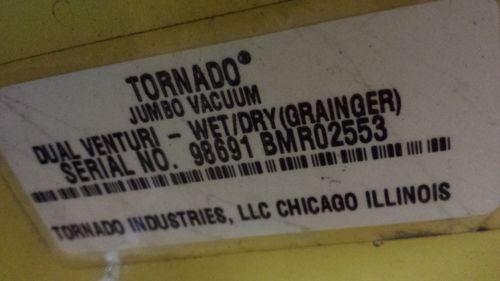 TORNADO®
JUMBO VACUUM
DUAL VENTURI - WET/DRY(GRAINGER)
SERIAL NO. 98691 BMR02553
TORNADO INDUSTRIES, LLC CHICAGO ILLINOIS